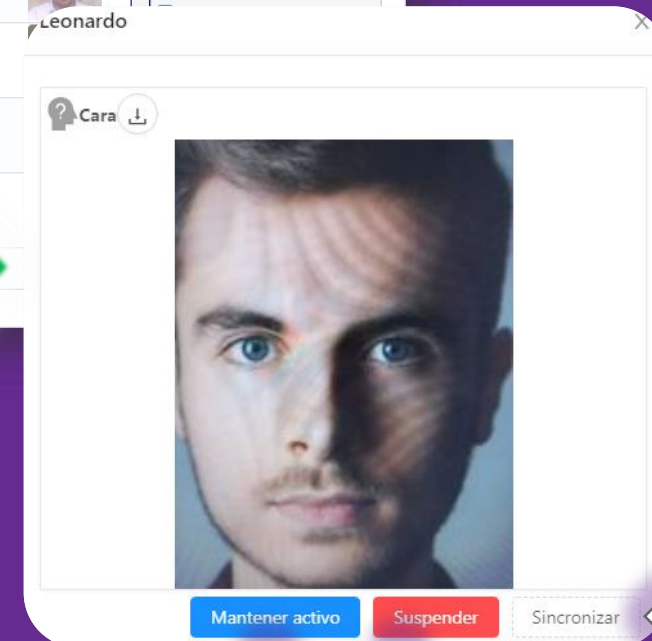 Leonardo
Cara
Mantener activo
Suspender
Sincronizar